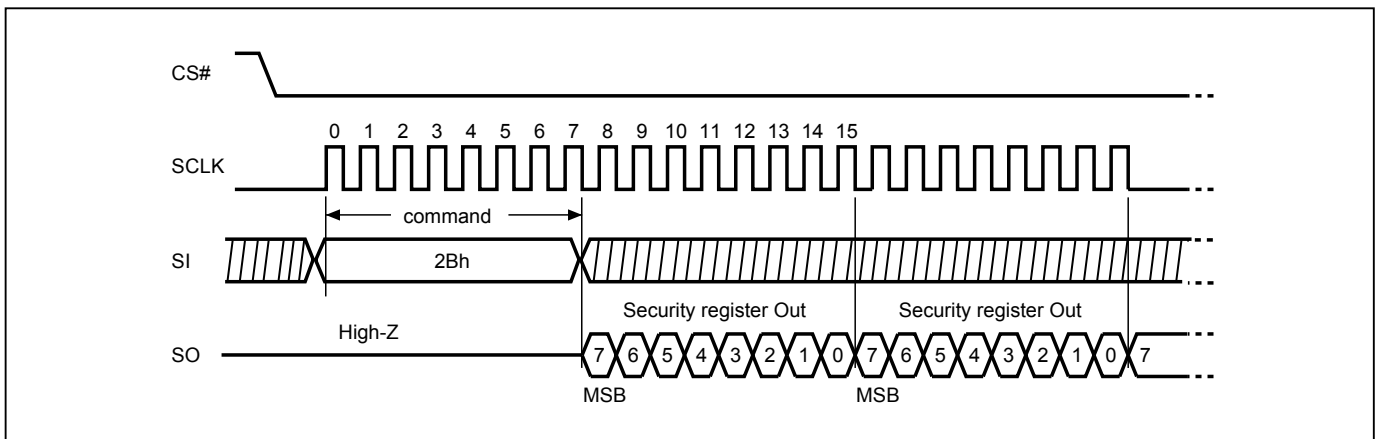 CS#
0 1 2 3 4 5 6 7 8 9 10 11 12 13 14 15
SCLK
command
SI
2Bh
Security register Out Security register Out
High-Z
SO
7 6 5 4 3 2 1 0 7 6 5 4 3 2 1 0 7
MSB MSB